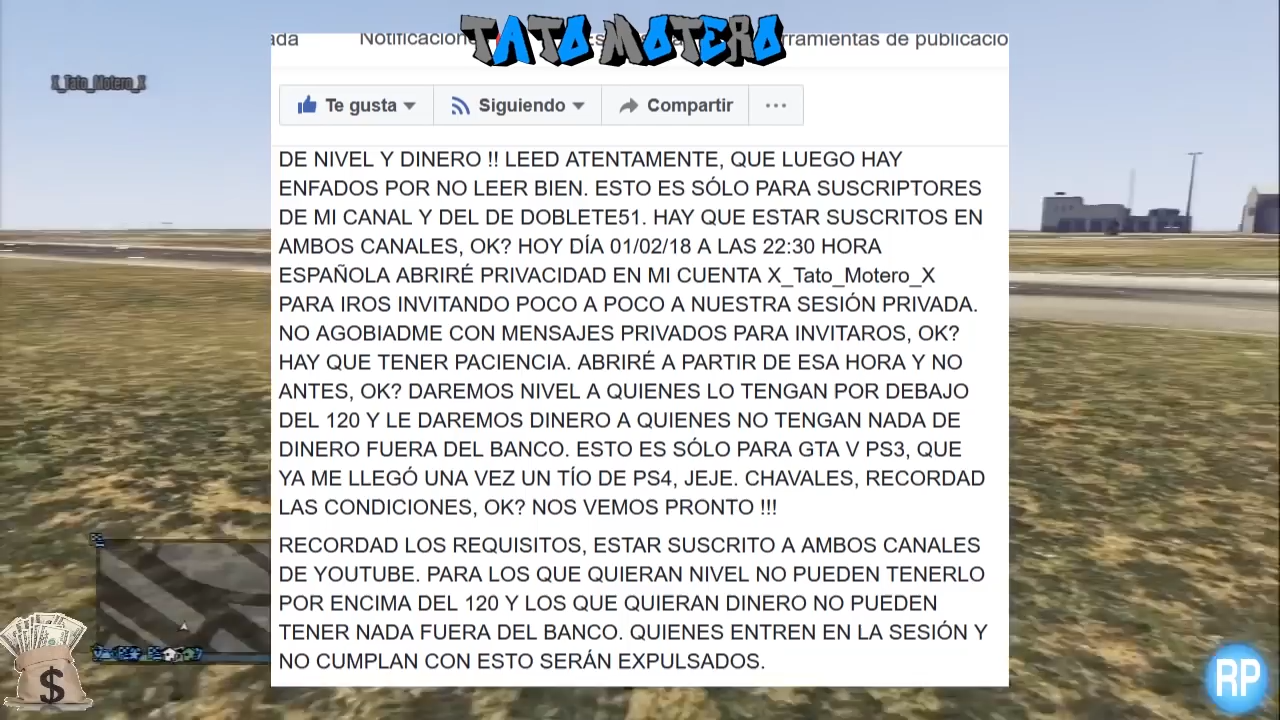 TATO MOTERO
Notificacion
rramientas de publicacio
X_Tato_Motero_X
Te gusta
Siguiendo
Compartir
DE NIVEL Y DINERO !! LEED ATENTAMENTE, QUE LUEGO HAY
ENFADOS POR NO LEER BIEN. ESTO ES SÓLO PARA SUSCRIPTORES
DE MI CANAL Y DEL DE DOBLETE51. HAY QUE ESTAR SUSCRITOS EN
AMBOS CANALES, OK? HOY DÍA 01/02/18 A LAS 22:30 HORA
ESPAÑOLA ABRIRÉ PRIVACIDAD EN MI CUENTA X_Tato_Motero_X
PARA IROS INVITANDO POCO A POCO A NUESTRA SESIÓN PRIVADA.
NO AGOBIADME CON MENSAJES PRIVADOS PARA INVITAROS, OK?
HAY QUE TENER PACIENCIA. ABRIRÉ A PARTIR DE ESA HORA Y NO
ANTES, OK? DAREMOS NIVEL A QUIENES LO TENGAN POR DEBAJO
DEL 120 Y LE DAREMOS DINERO A QUIENES NO TENGAN NADA DE
DINERO FUERA DEL BANCO. ESTO ES SÓLO PARA GTA V PS3, QUE
YA ME LLEGÓ UNA VEZ UN TÍO DE PS4, JEJE. CHAVALES, RECORDAD
LAS CONDICIONES, OK? NOS VEMOS PRONTO !!!
RECORDAD LOS REQUISITOS, ESTAR SUSCRITO A AMBOS CANALES
DE YOUTUBE. PARA LOS QUE QUIERAN NIVEL NO PUEDEN TENERLO
POR ENCIMA DEL 120 Y LOS QUE QUIERAN DINERO NO PUEDEN
TENER NADA FUERA DEL BANCO. QUIENES ENTREN EN LA SESIÓN Y
NO CUMPLAN CON ESTO SERÁN EXPULSADOS.
$
RP